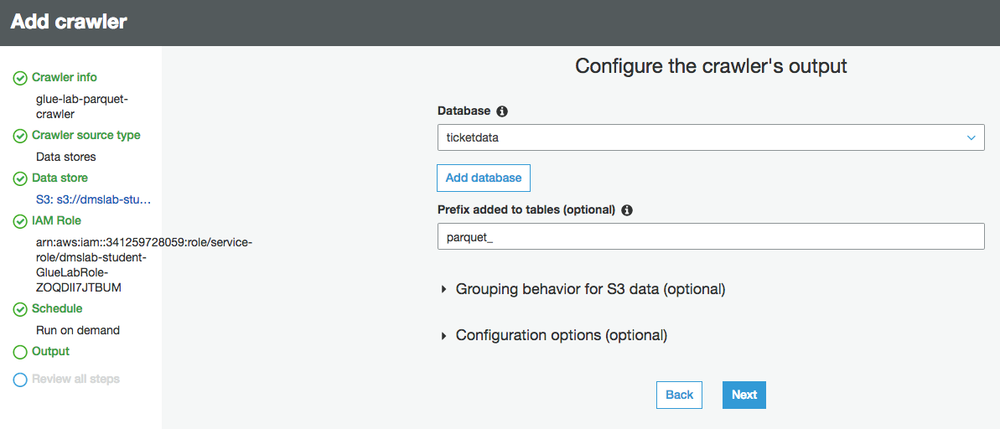 Add crawler
Crawler info
glue-lab-parquet-
crawler
Crawler source type
Data stores
Data store
S3: s3://dmslab-stu...
IAM Role
arn:aws:iam::341259728059:role/service-
role/dmslab-student-
GlueLabRole-
ZOQDII7JTBUM
Schedule
Run on demand
Output
Review all steps
Configure the crawler's output
Database
ticketdata
Add database
Prefix added to tables (optional)
parquet_
Grouping behavior for S3 data (optional)
Configuration options (optional)
Back
Next